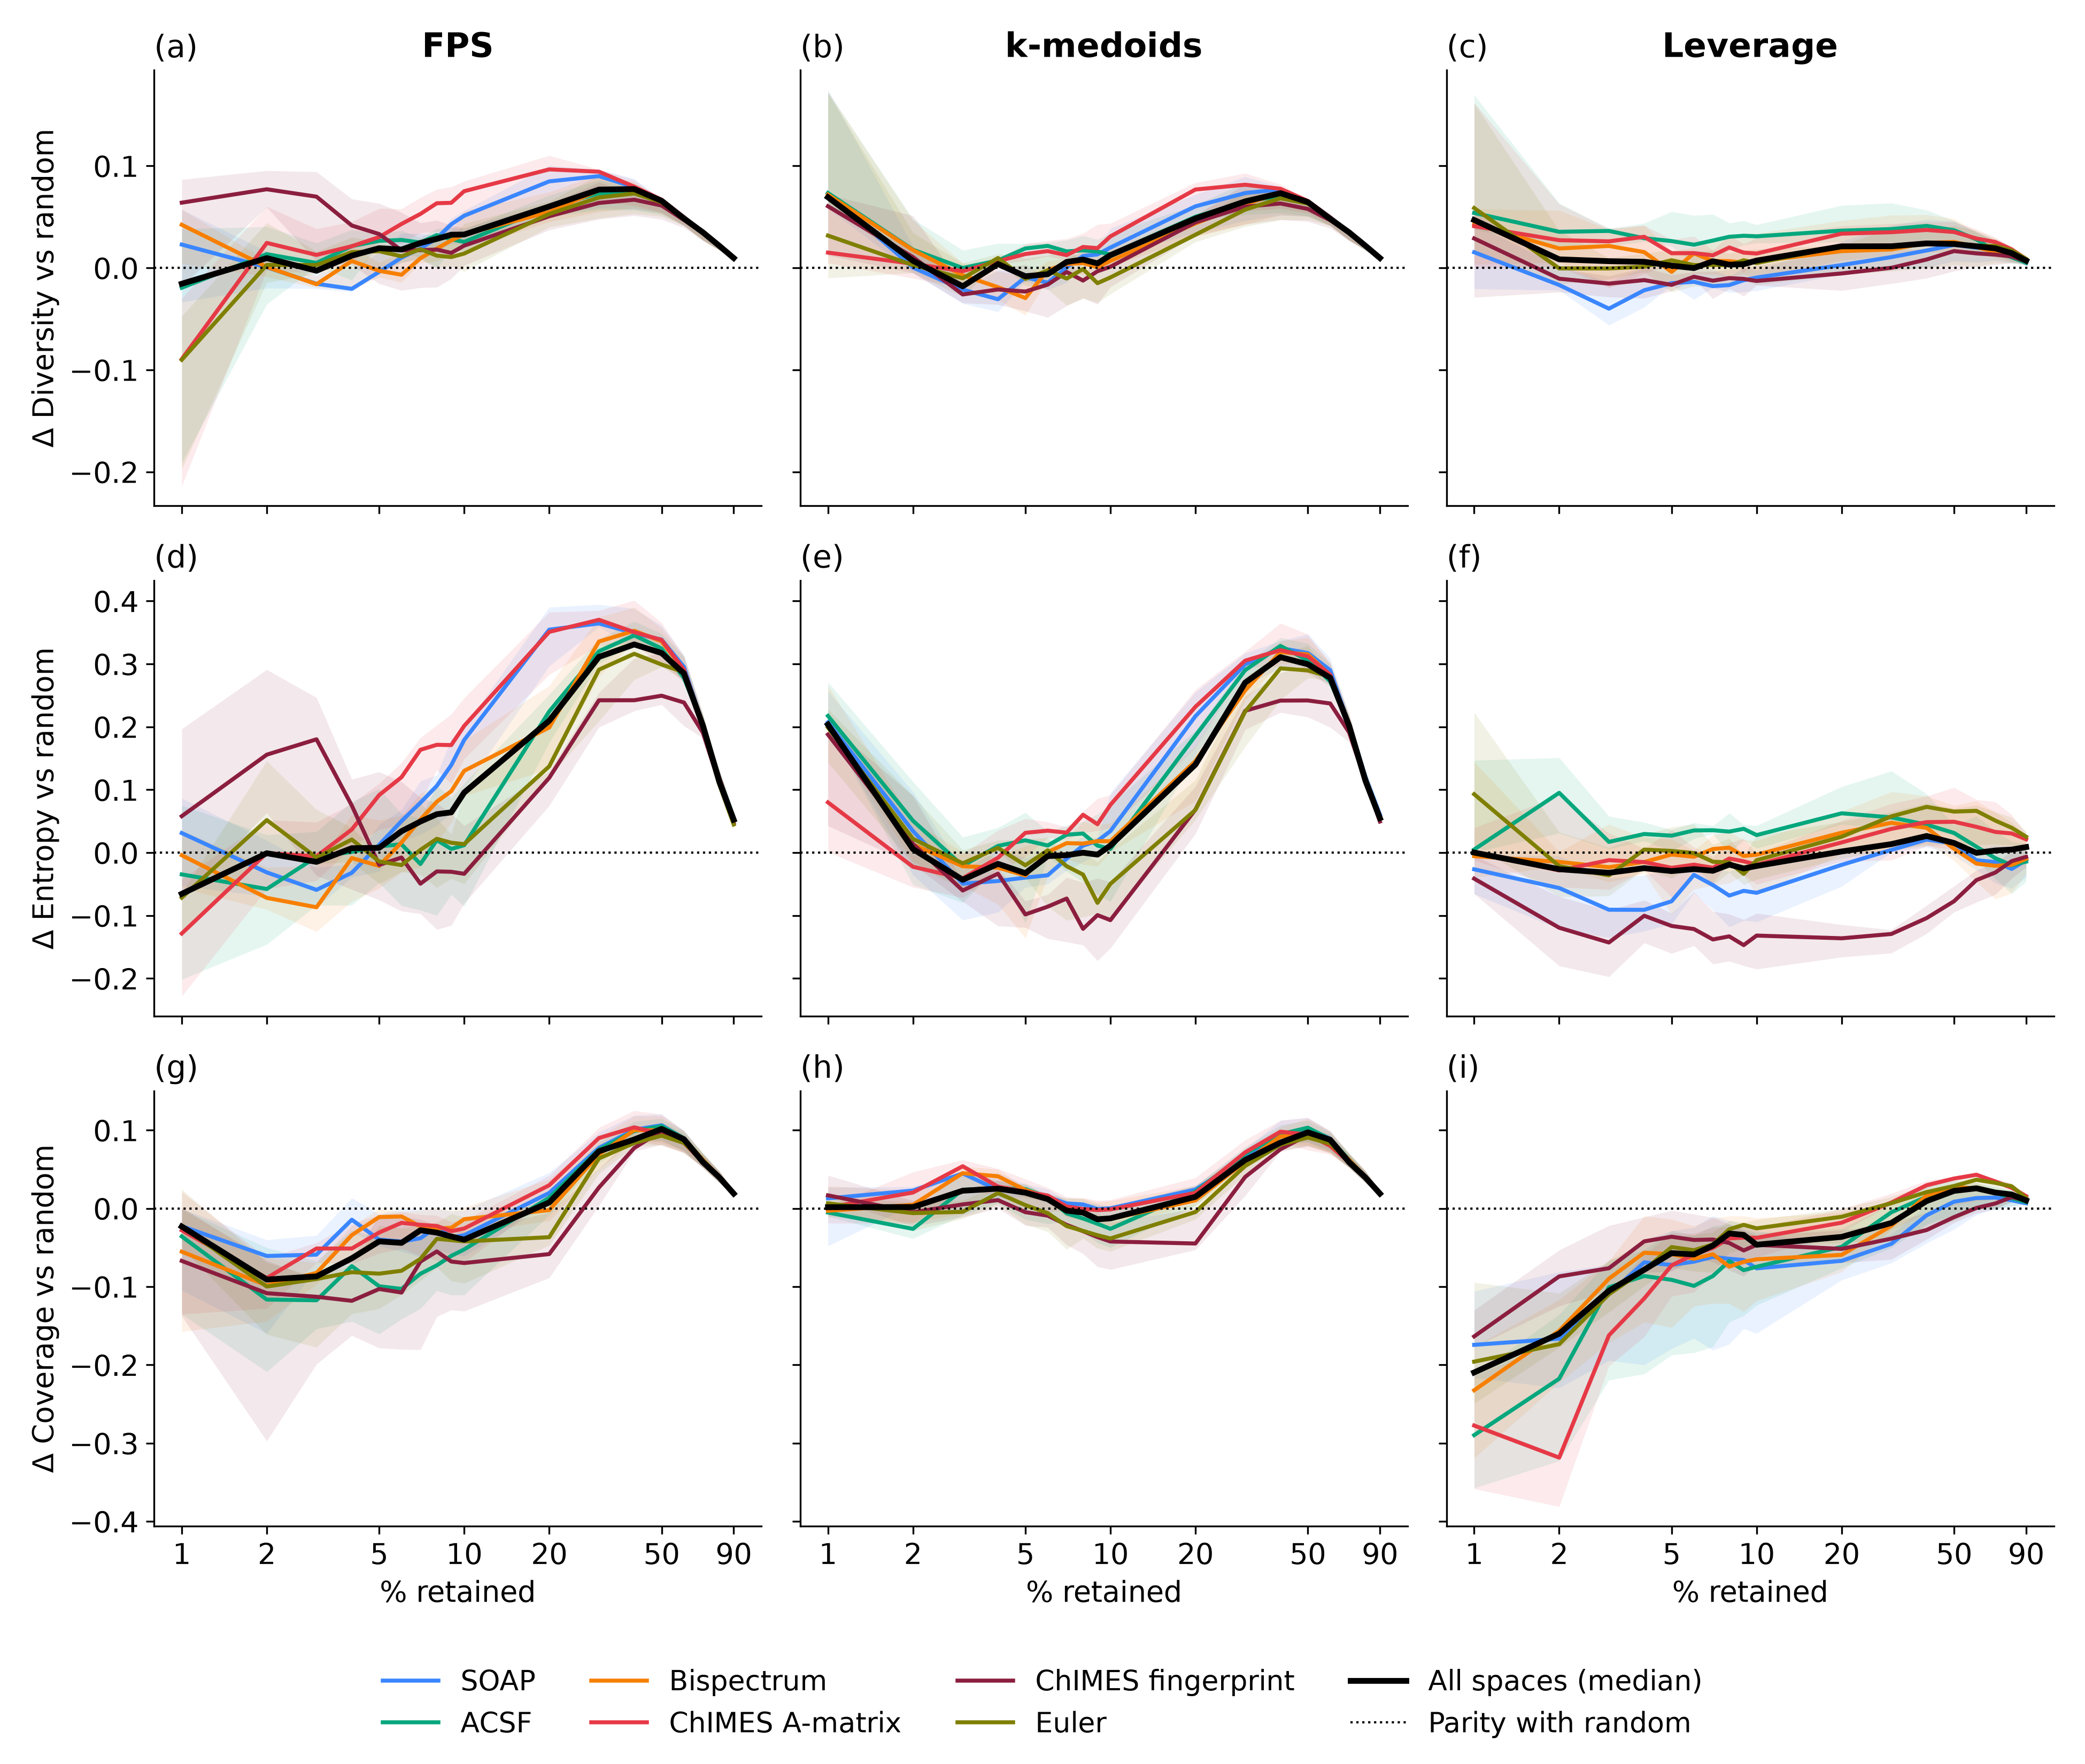 (a) FPS
(b) k-medoids
(c) Leverage
Δ Diversity vs random
0.1
0.0
−0.1
−0.2
(d)
(e)
(f)
Δ Entropy vs random
0.4
0.3
0.2
0.1
0.0
−0.1
−0.2
(g)
(h)
(i)
Δ Coverage vs random
0.1
0.0
−0.1
−0.2
−0.3
−0.4
1 2 5 10 20 50 90
1 2 5 10 20 50 90
1 2 5 10 20 50 90
% retained
% retained
% retained
SOAP Bispectrum ChIMES fingerprint All spaces (median)
ACSF ChIMES A-matrix Euler Parity with random